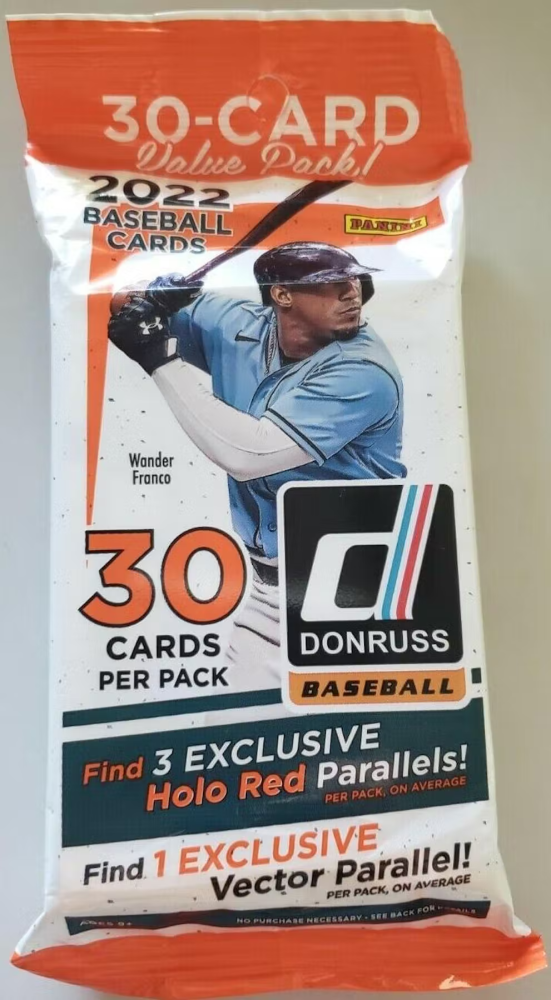 30-CARD
Value Pack!
2022
BASEBALL
CARDS
PANINI
Wander
Franco
30
CARDS
PER PACK
d
DONRUSS
BASEBALL
Find 3 EXCLUSIVE
Holo Red Parallels!
PER PACK, ON AVERAGE
Find 1 EXCLUSIVE
Vector Parallel!
PER PACK, ON AVERAGE
AGES 9+
NO PURCHASE NECESSARY • SEE BACK FOR DETAILS